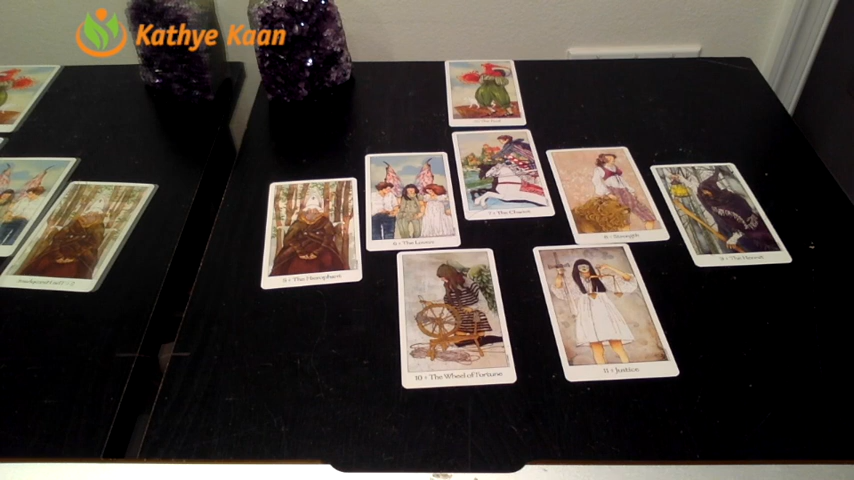 Kathye Kaan
7 • The Chariot
6 • The Lovers
8 • Strength
5 • The Hierophant
9 • The Hermit
10 • The Wheel of Fortune
11 • Justice